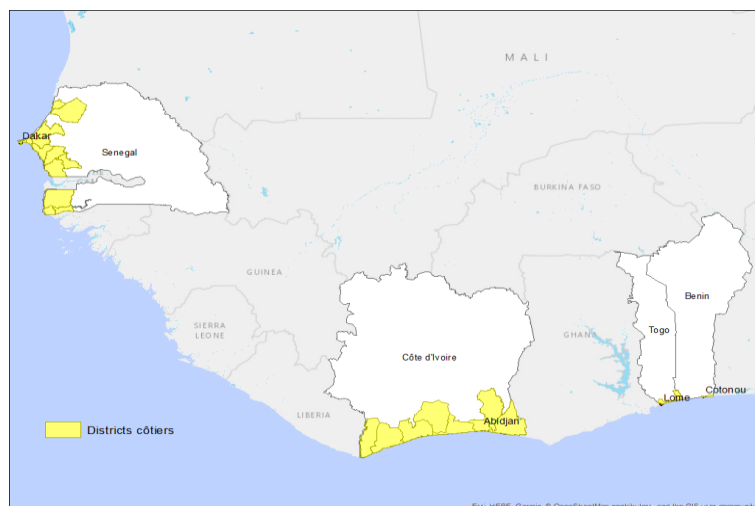 MALI
Dakar
Senegal
BURKINA FASO
GUINEA
Benin
SIERRA
LEONE
Togo
GHANA
Côte d'Ivoire
Lome
Cotonou
LIBERIA
Abidjan
Districts côtiers